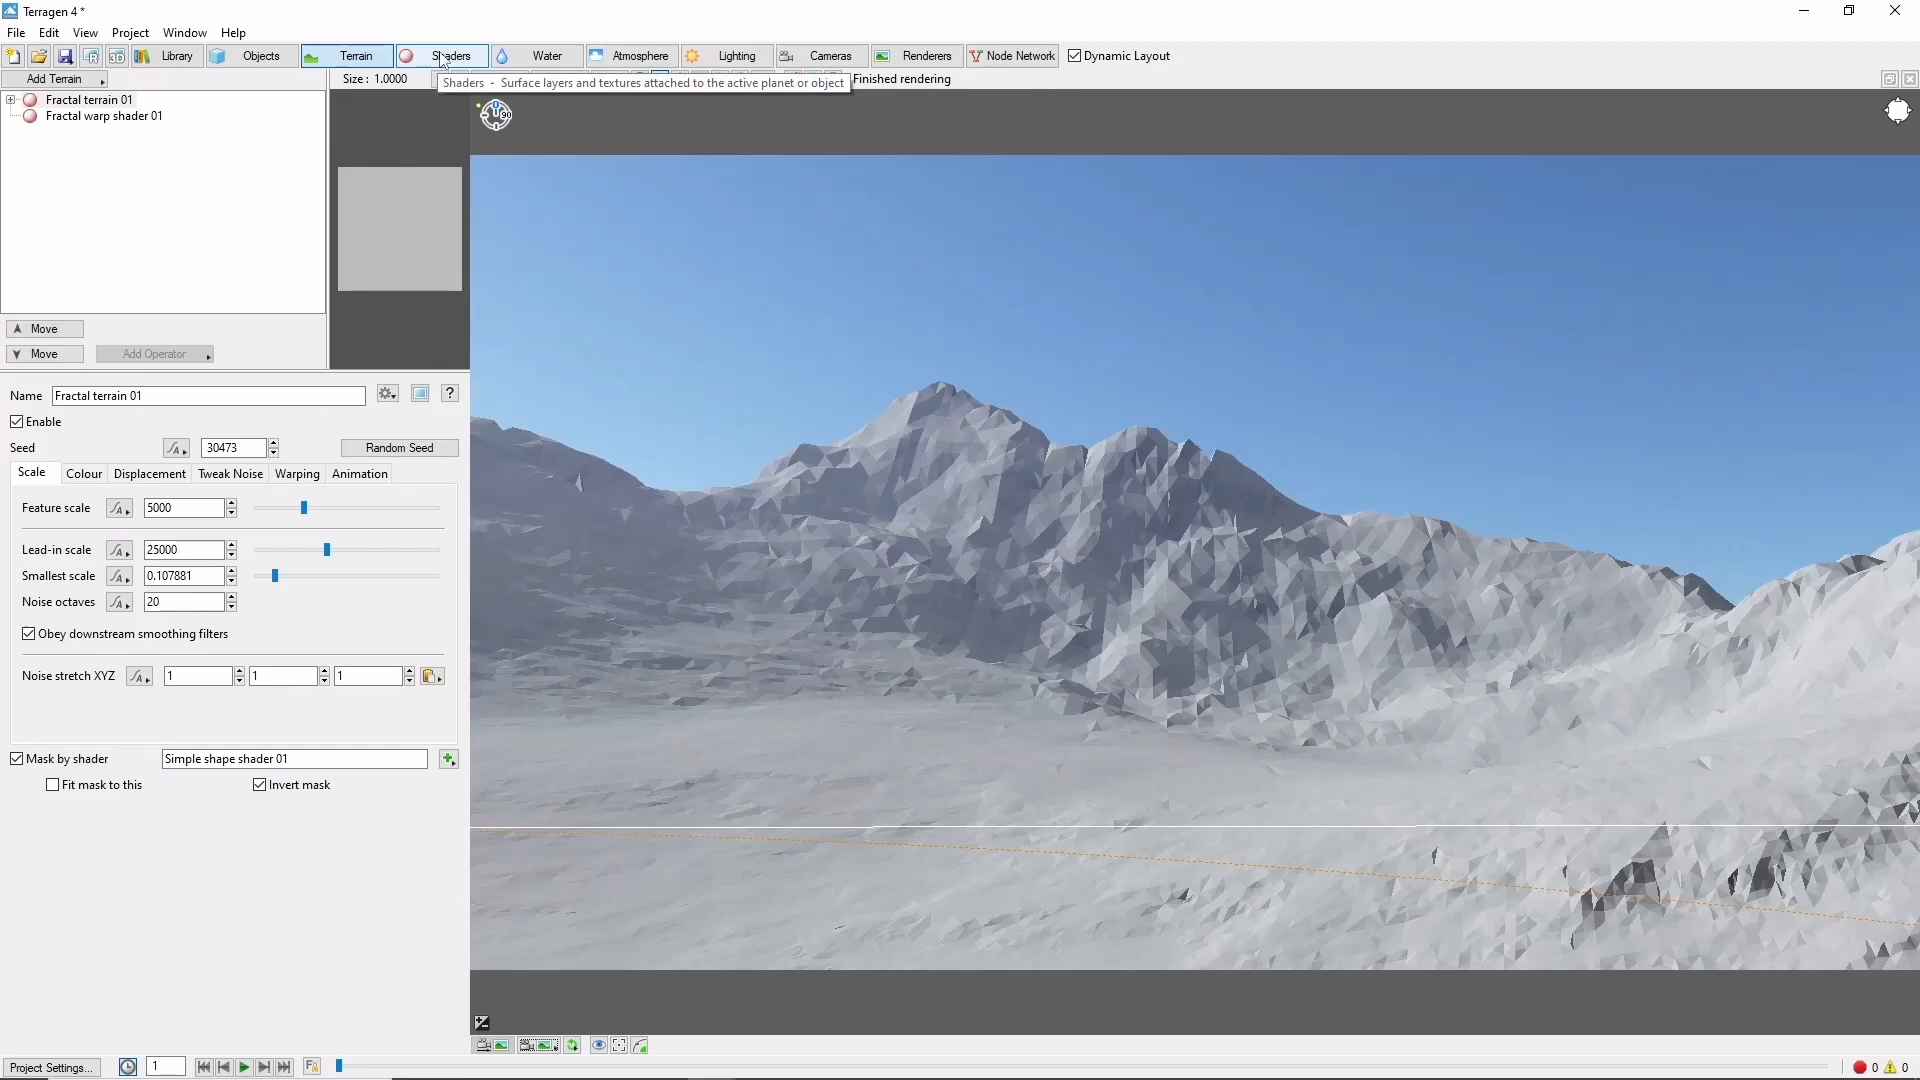 Terragen 4 *
File Edit View Project Window Help
Library Objects Terrain Shaders Water Atmosphere Lighting Cameras Renderers Node Network Dynamic Layout
Add Terrain Size : 1.0000 Finished rendering
Shaders - Surface layers and textures attached to the active planet or object
Fractal terrain 01
Fractal warp shader 01
90
Move
Move Add Operator
Name Fractal terrain 01 ?
Enable
Seed 30473 Random Seed
Scale Colour Displacement Tweak Noise Warping Animation
Feature scale 5000
Lead-in scale 25000
Smallest scale 0.107881
Noise octaves 20
Obey downstream smoothing filters
Noise stretch XYZ 1 1 1
Mask by shader Simple shape shader 01
Fit mask to this Invert mask
Project Settings... 1 0 0